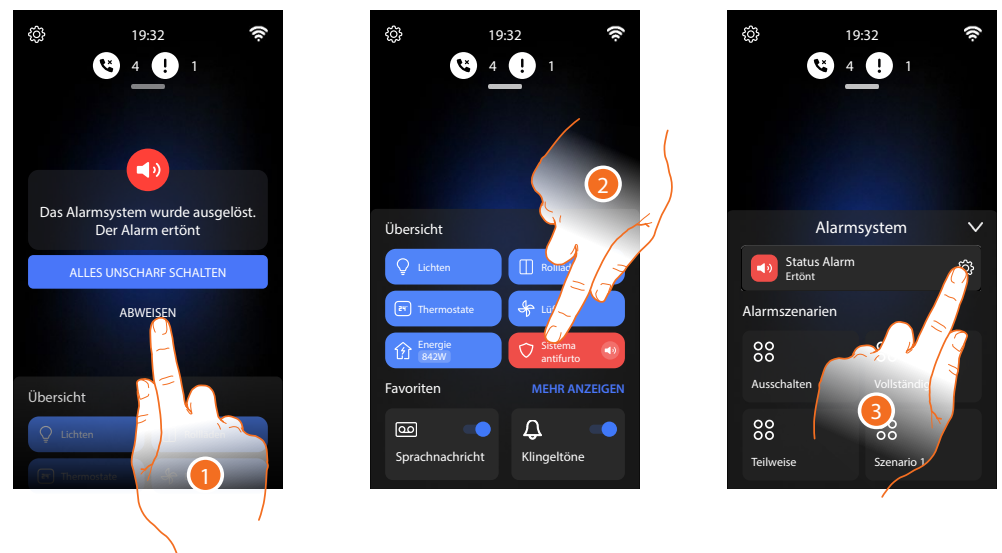 19:32
4
1
Das Alarmsystem wurde ausgelöst.
Der Alarm ertönt
ALLES UNSCHARF SCHALTEN
ABWEISEN
Übersicht
Lichten
Thermostate
1
19:32
4
1
2
Übersicht
Lichten
Thermostate
Energie
842W
Sistema
antifurto
Favoriten
MEHR ANZEIGEN
Sprachnachricht
Klingeltöne
19:32
4
1
Alarmsystem
Status Alarm
Ertönt
Alarmszenarien
Ausschalten
Teilweise
Szenario 1
3